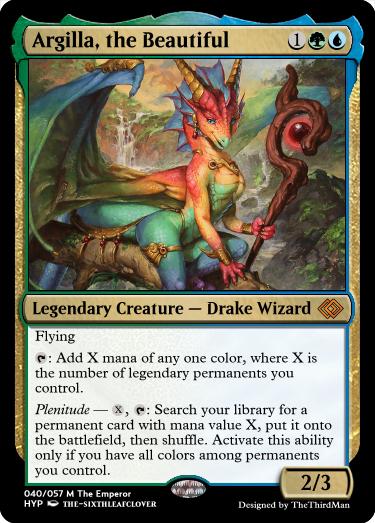 Argilla, the Beautiful 1
Legendary Creature — Drake Wizard
Flying
: Add X mana of any one color, where X is
the number of legendary permanents you
control.
Plenitude — X, : Search your library for a
permanent card with mana value X, put it onto
the battlefield, then shuffle. Activate this ability
only if you have all colors among permanents
you control.
2/3
040/057 M The Emperor
HYP THE-SIXTHLEAFCLOVER
Designed by TheThirdMan